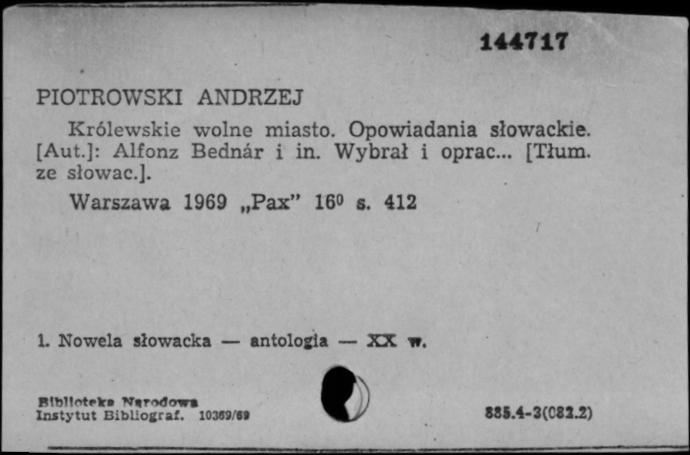 144717
PIOTROWSKI ANDRZEJ
Królewskie wolne miasto. Opowiadania słowackie.
[Aut.]: Alfonz Bednár i in. Wybrał i oprac... [Tłum.
ze słowac.].
Warszawa 1969 „Pax” 16⁰ s. 412
1. Nowela słowacka — antologia — XX w.
Biblioteka Narodowa
Instytut Bibliograf. 10369/69
885.4-3(082.2)